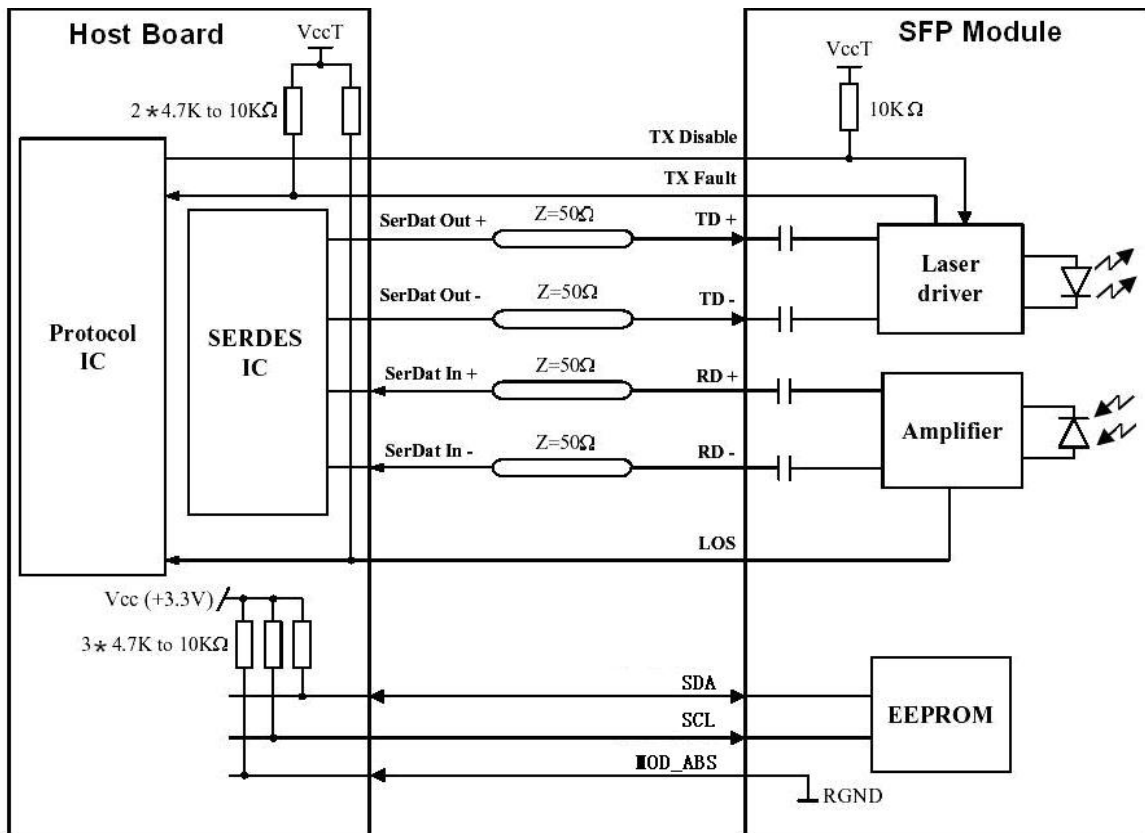 Host Board
SFP Module
VccT
VccT
2*4.7K to 10KΩ
10KΩ
TX Disable
TX Fault
SerDat Out +
Z=50Ω
TD +
SerDat Out -
Z=50Ω
TD -
Laser
driver
Protocol
IC
SERDES
IC
SerDat In +
Z=50Ω
RD +
SerDat In -
Z=50Ω
RD -
Amplifier
LOS
Vcc (+3.3V)
3*4.7K to 10KΩ
SDA
SCL
EEPROM
MOD_ABS
RGND